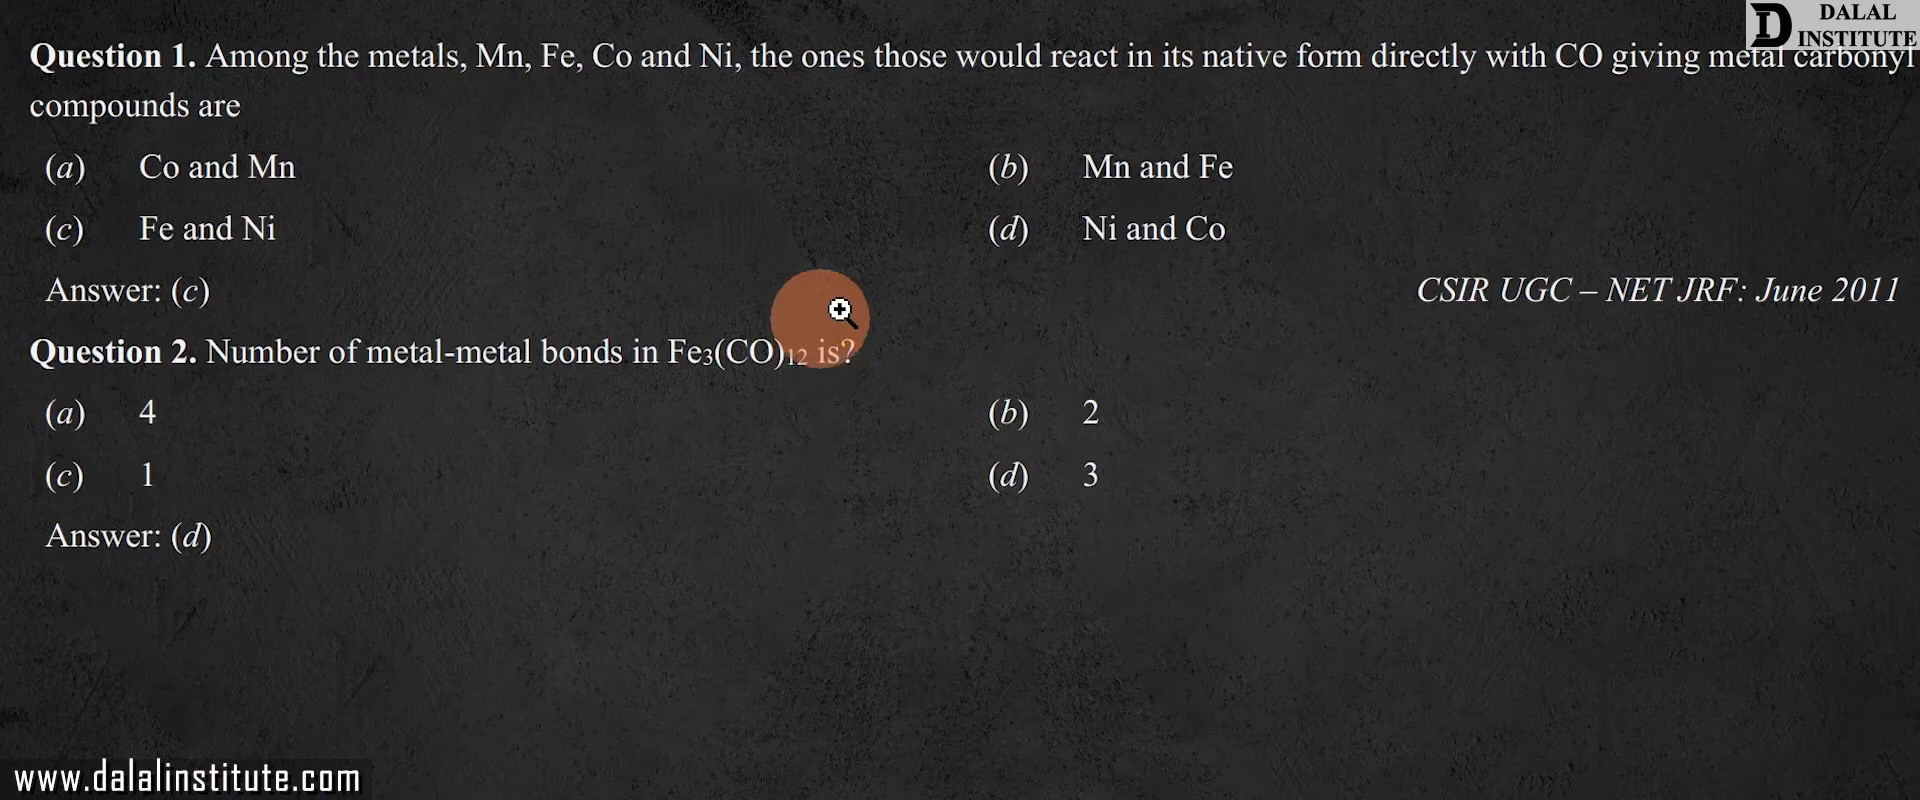 DALAL
INSTITUTE
Question 1. Among the metals, Mn, Fe, Co and Ni, the ones those would react in its native form directly with CO giving metal carbonyl
compounds are
(a) Co and Mn (b) Mn and Fe
(c) Fe and Ni (d) Ni and Co
Answer: (c) CSIR UGC – NET JRF: June 2011
Question 2. Number of metal-metal bonds in Fe₃(CO)₁₂ is?
(a) 4 (b) 2
(c) 1 (d) 3
Answer: (d)
www.dalalinstitute.com